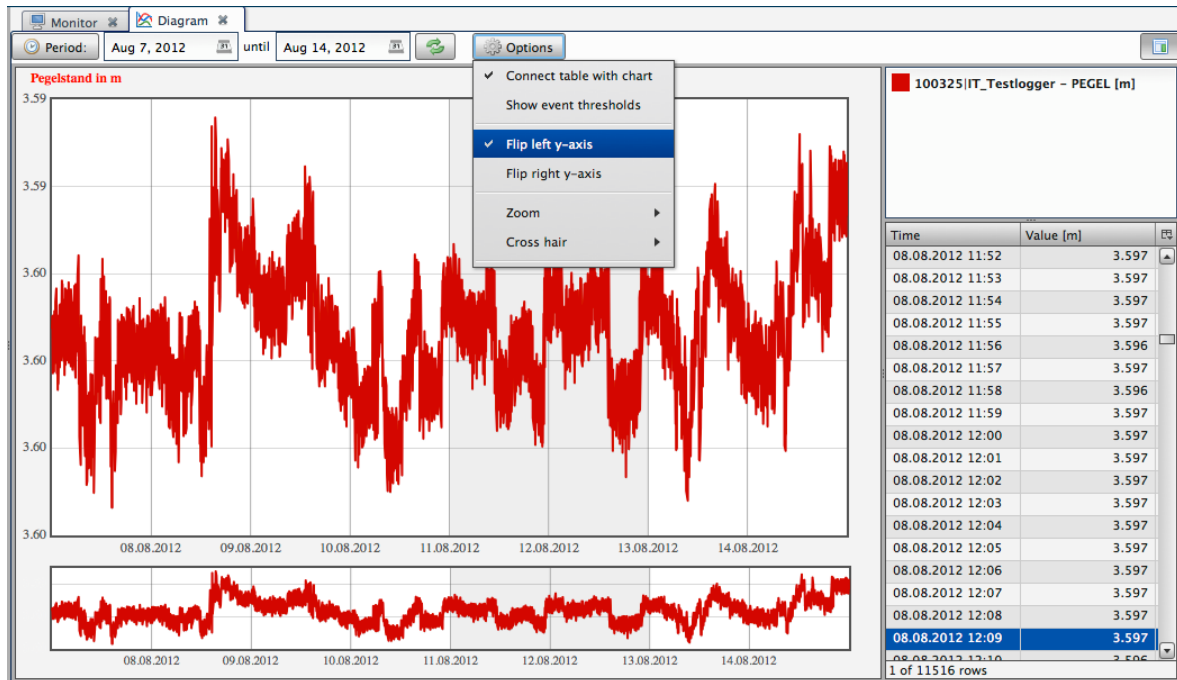 Monitor Diagram
Period: Aug 7, 2012 until Aug 14, 2012 Options
Connect table with chart
Show event thresholds
Flip left y-axis
Flip right y-axis
Zoom
Cross hair
Pegelstand in m
3.59
3.59
3.60
3.60
3.60
3.60
08.08.2012 09.08.2012 10.08.2012 11.08.2012 12.08.2012 13.08.2012 14.08.2012
08.08.2012 09.08.2012 10.08.2012 11.08.2012 12.08.2012 13.08.2012 14.08.2012
100325|IT_Testlogger - PEGEL [m]
Time Value [m]
08.08.2012 11:52 3.597
08.08.2012 11:53 3.597
08.08.2012 11:54 3.597
08.08.2012 11:55 3.597
08.08.2012 11:56 3.596
08.08.2012 11:57 3.597
08.08.2012 11:58 3.596
08.08.2012 11:59 3.597
08.08.2012 12:00 3.597
08.08.2012 12:01 3.597
08.08.2012 12:02 3.597
08.08.2012 12:03 3.597
08.08.2012 12:04 3.597
08.08.2012 12:05 3.597
08.08.2012 12:06 3.597
08.08.2012 12:07 3.597
08.08.2012 12:08 3.597
08.08.2012 12:09 3.597
08.08.2012 12:10 3.596
1 of 11516 rows